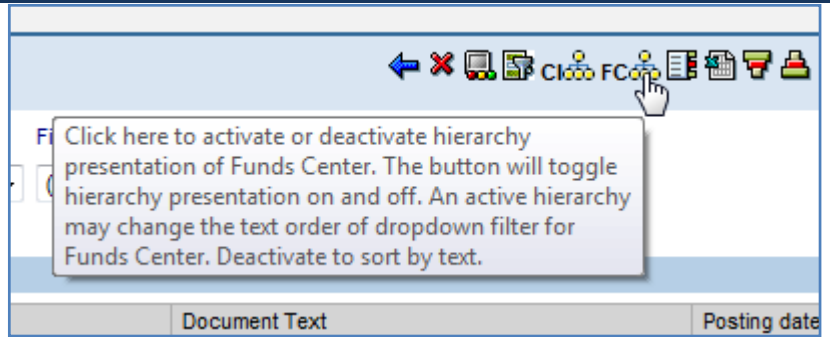 CI FC
Fi
Click here to activate or deactivate hierarchy
presentation of Funds Center. The button will toggle
hierarchy presentation on and off. An active hierarchy
may change the text order of dropdown filter for
Funds Center. Deactivate to sort by text.
(
Document Text Posting date